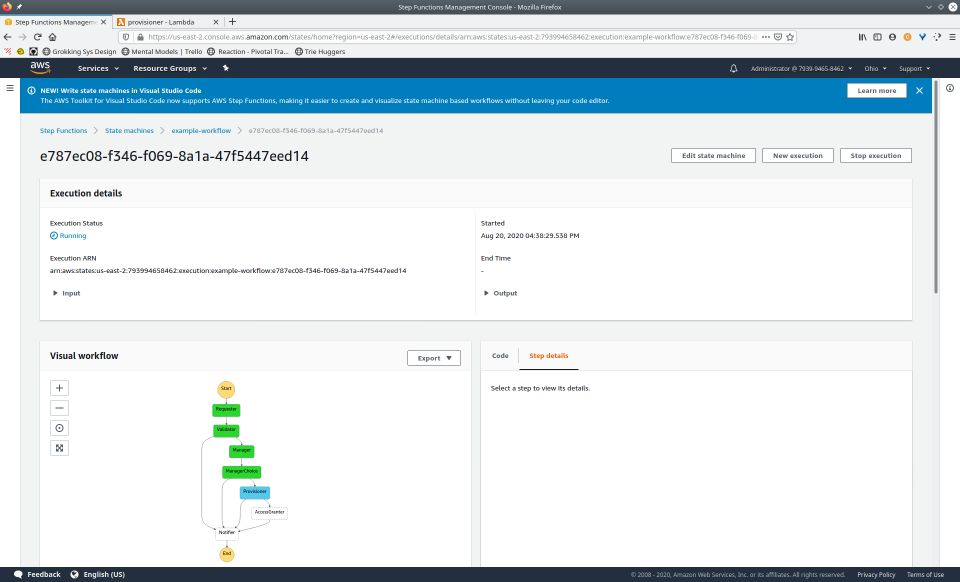 Step Functions Management Console - Mozilla Firefox
Step Functions Managem
provisioner - Lambda
https://us-east-2.console.aws.amazon.com/states/home?region=us-east-2#/executions/details/arn:aws:states:us-east-2:793994658462:execution:example-workflow:e787ec08-f346-f069-8
Grokking Sys Design
Mental Models | Trello
Reaction - Pivotal Tra...
Trie Huggers
aws
Services
Resource Groups
Administrator @ 7939-9465-8462
Ohio
Support
NEW! Write state machines in Visual Studio Code
The AWS Toolkit for Visual Studio Code now supports AWS Step Functions, making it easier to create and visualize state machine based workflows without leaving your code editor.
Learn more
Step Functions
State machines
example-workflow
e787ec08-f346-f069-8a1a-47f5447eed14
e787ec08-f346-f069-8a1a-47f5447eed14
Edit state machine
New execution
Stop execution
Execution details
Execution Status
Running
Execution ARN
arn:aws:states:us-east-2:793994658462:execution:example-workflow:e787ec08-f346-f069-8a1a-47f5447eed14
Input
Started
Aug 20, 2020 04:38:29.538 PM
End Time
-
Output
Visual workflow
Export
Start
Requester
Validator
Manager
ManagerChoice
Provisioner
AccessGranter
Notifier
End
Code
Step details
Select a step to view its details.
Feedback
English (US)
© 2008 - 2020, Amazon Web Services, Inc. or its affiliates. All rights reserved.
Privacy Policy
Terms of Use